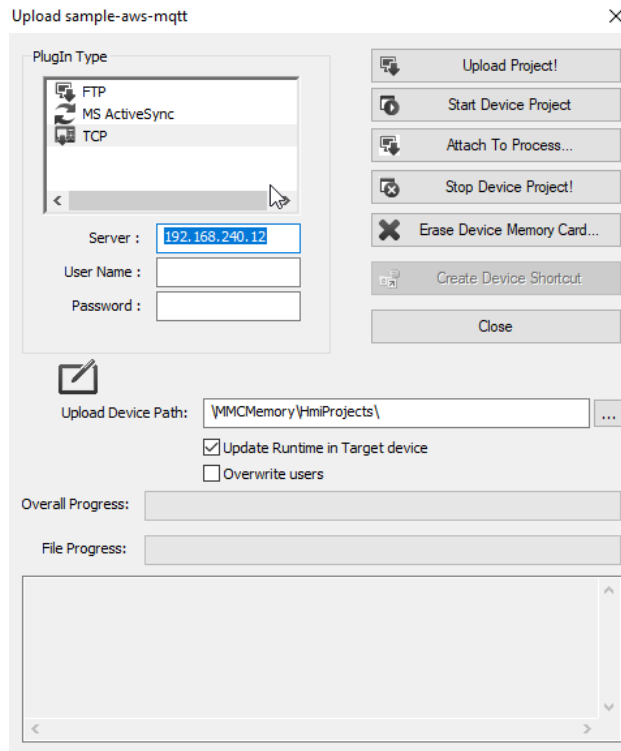 Upload sample-aws-mqtt
PlugIn Type
FTP
MS ActiveSync
TCP
Server :
192.168.240.12
User Name :
Password :
Upload Project!
Start Device Project
Attach To Process...
Stop Device Project!
Erase Device Memory Card...
Create Device Shortcut
Close
Upload Device Path:
\MMCMemory\HmiProjects\
...
Update Runtime in Target device
Overwrite users
Overall Progress:
File Progress: